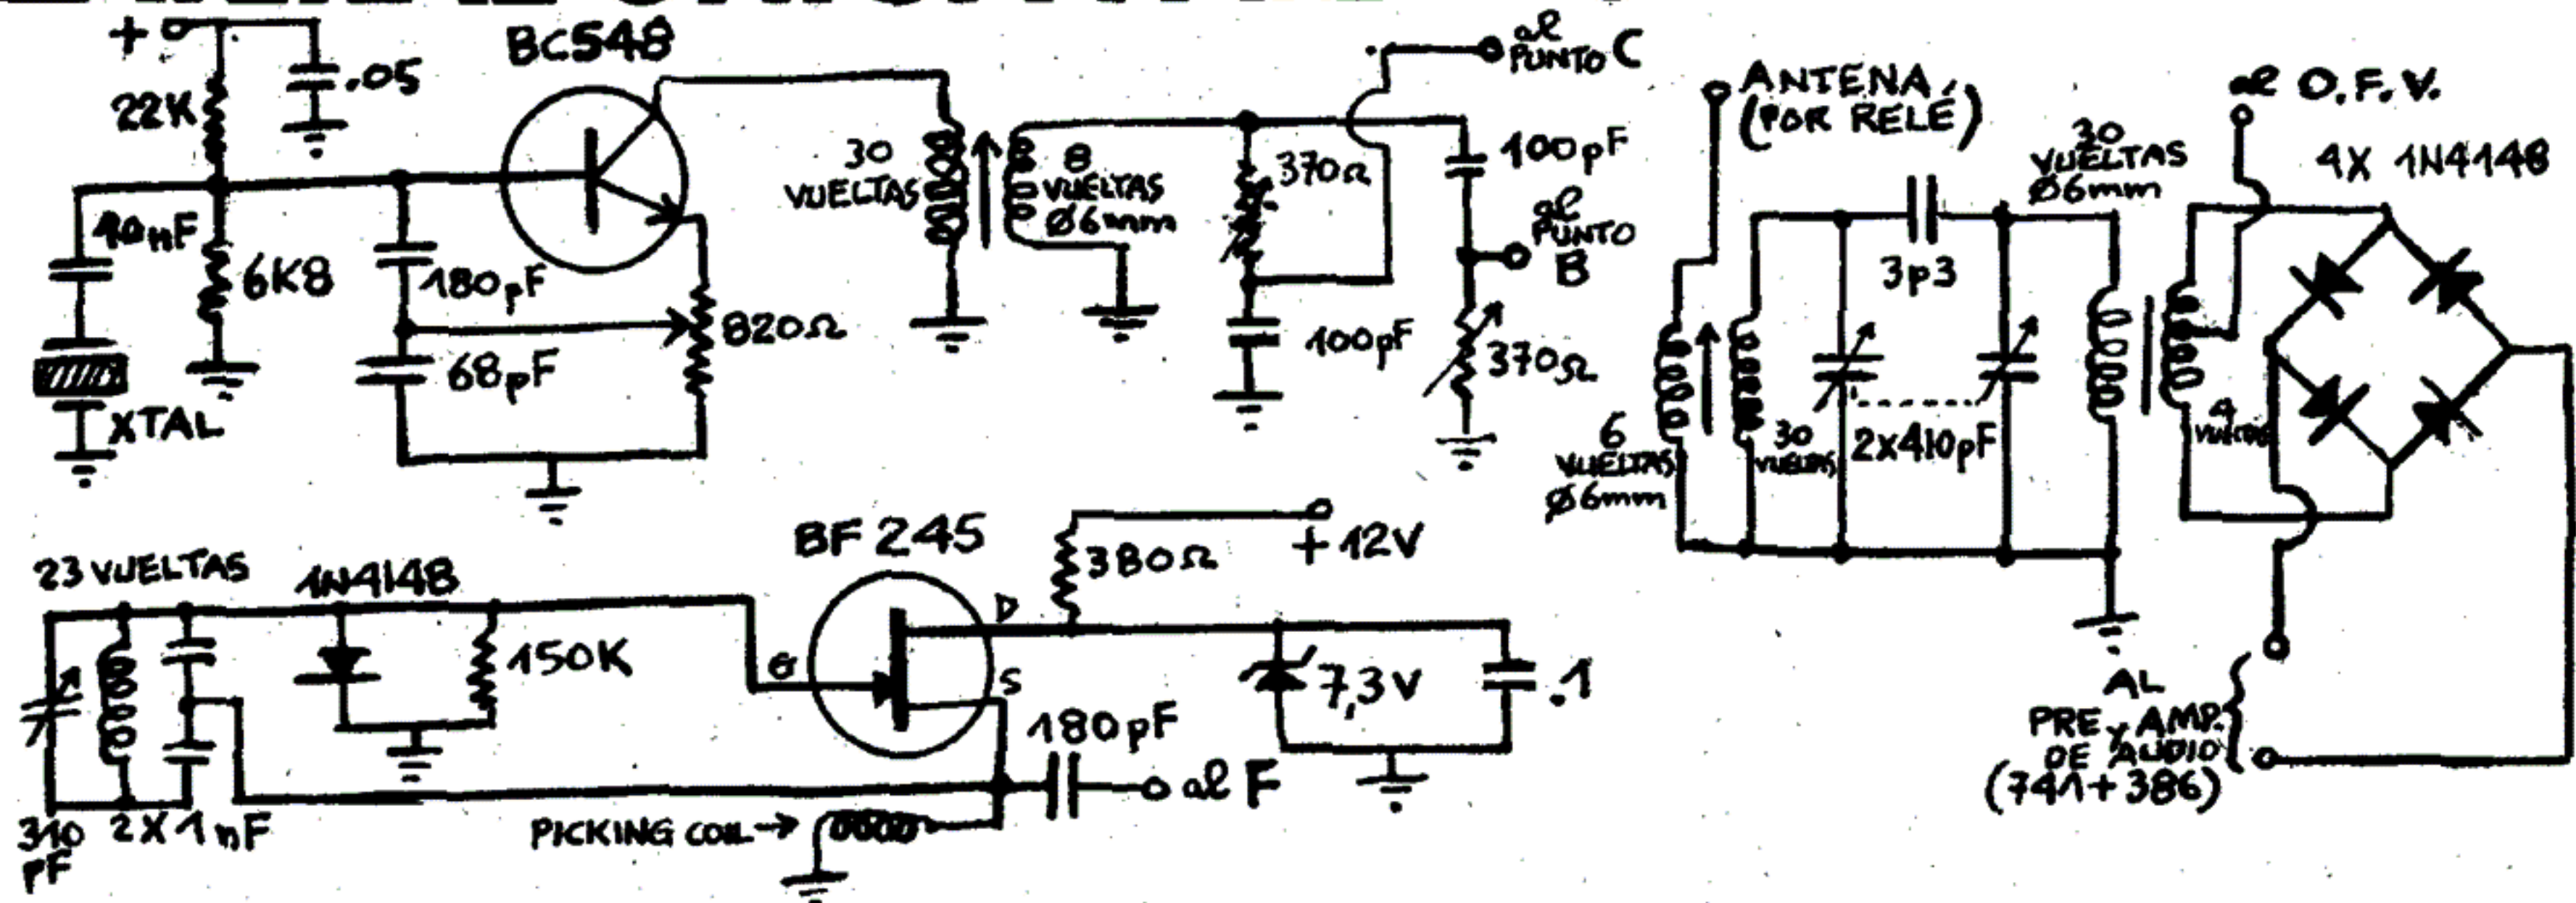 +
22K
.05
BC548
40nF
6K8
180pF
68pF
XTAL
820Ω
30
VUELTAS
8
VUELTAS
Ø6mm
370Ω
100pF
al
PUNTO C
100pF
al
PUNTO
B
370Ω
ANTENA
(POR RELÉ)
6
VUELTAS
Ø6mm
30
VUELTAS
3p3
2x410pF
30
VUELTAS
Ø6mm
al O.F.V.
4X 1N4148
4
VUELTAS
AL
PRE y AMP.
DE AUDIO
(741+386)
23 VUELTAS
310
pF
2X1nF
1N4148
150K
BF 245
G
D
S
380Ω
+12V
7,3V
.1
180pF
al F
PICKING COIL→